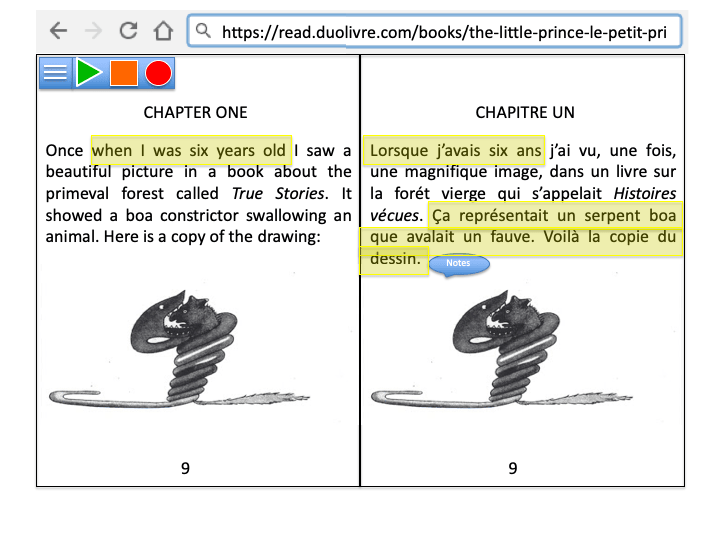 https://read.duolivre.com/books/the-little-prince-le-petit-pri
CHAPTER ONE
Once when I was six years old I saw a
beautiful picture in a book about the
primeval forest called True Stories. It
showed a boa constrictor swallowing an
animal. Here is a copy of the drawing:
9
CHAPITRE UN
Lorsque j’avais six ans j’ai vu, une fois,
une magnifique image, dans un livre sur
la forét vierge qui s’appelait Histoires
vécues. Ça représentait un serpent boa
que avalait un fauve. Voilà la copie du
dessin.
Notes
9